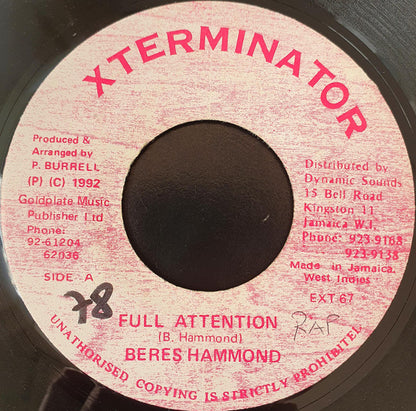 XTERMINATOR
Produced &
Arranged by
P. BURRELL
(P) (C) 1992
Goldplate Music
Publisher Ltd
Phone:
92-61204
62036
SIDE A
Distributed by
Dynamic Sounds
15 Bell Road
Kingston 11
Jamaica W.I.
Phone: 923-9168
923-9138
Made in Jamaica,
West Indies
EXT 67
78
RAP
FULL ATTENTION
(B. Hammond)
BERES HAMMOND
UNAUTHORISED COPYING IS STRICTLY PROHIBITED